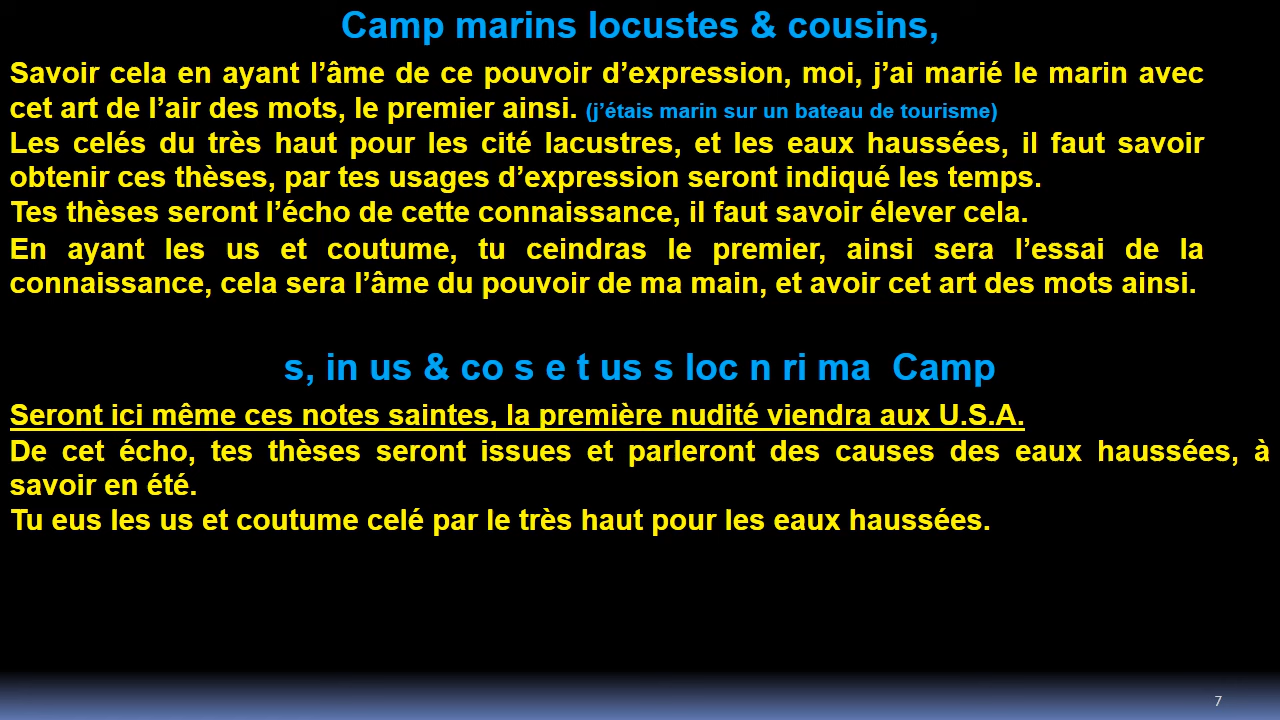 Camp marins locustes & cousins,
Savoir cela en ayant l’âme de ce pouvoir d’expression, moi, j’ai marié le marin avec
cet art de l’air des mots, le premier ainsi. (j’étais marin sur un bateau de tourisme)
Les celés du très haut pour les cité lacustres, et les eaux haussées, il faut savoir
obtenir ces thèses, par tes usages d’expression seront indiqué les temps.
Tes thèses seront l’écho de cette connaissance, il faut savoir élever cela.
En ayant les us et coutume, tu ceindras le premier, ainsi sera l’essai de la
connaissance, cela sera l’âme du pouvoir de ma main, et avoir cet art des mots ainsi.
s, in us & co s e t us s loc n ri ma Camp
Seront ici même ces notes saintes, la première nudité viendra aux U.S.A.
De cet écho, tes thèses seront issues et parleront des causes des eaux haussées, à
savoir en été.
Tu eus les us et coutume celé par le très haut pour les eaux haussées.
7